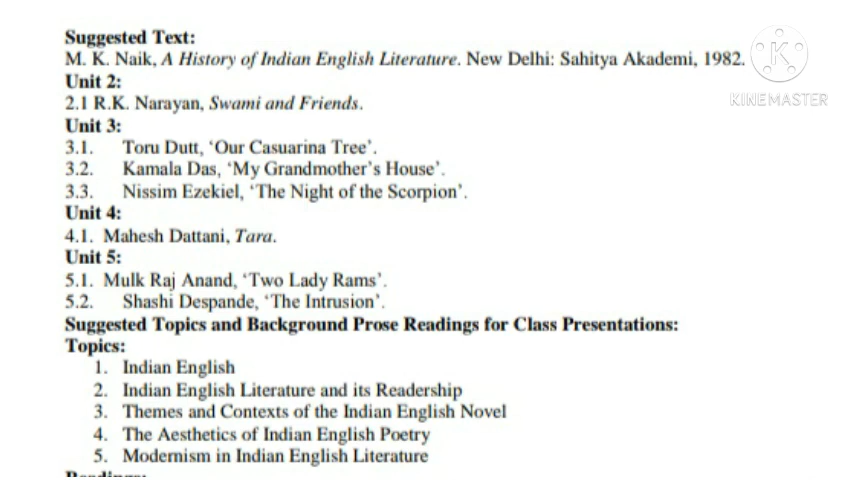 Suggested Text:
M. K. Naik, A History of Indian English Literature. New Delhi: Sahitya Akademi, 1982.
K
KINEMASTER
Unit 2:
2.1 R.K. Narayan, Swami and Friends.
Unit 3:
3.1. Toru Dutt, ‘Our Casuarina Tree’.
3.2. Kamala Das, ‘My Grandmother’s House’.
3.3. Nissim Ezekiel, ‘The Night of the Scorpion’.
Unit 4:
4.1. Mahesh Dattani, Tara.
Unit 5:
5.1. Mulk Raj Anand, ‘Two Lady Rams’.
5.2. Shashi Despande, ‘The Intrusion’.
Suggested Topics and Background Prose Readings for Class Presentations:
Topics:
1. Indian English
2. Indian English Literature and its Readership
3. Themes and Contexts of the Indian English Novel
4. The Aesthetics of Indian English Poetry
5. Modernism in Indian English Literature